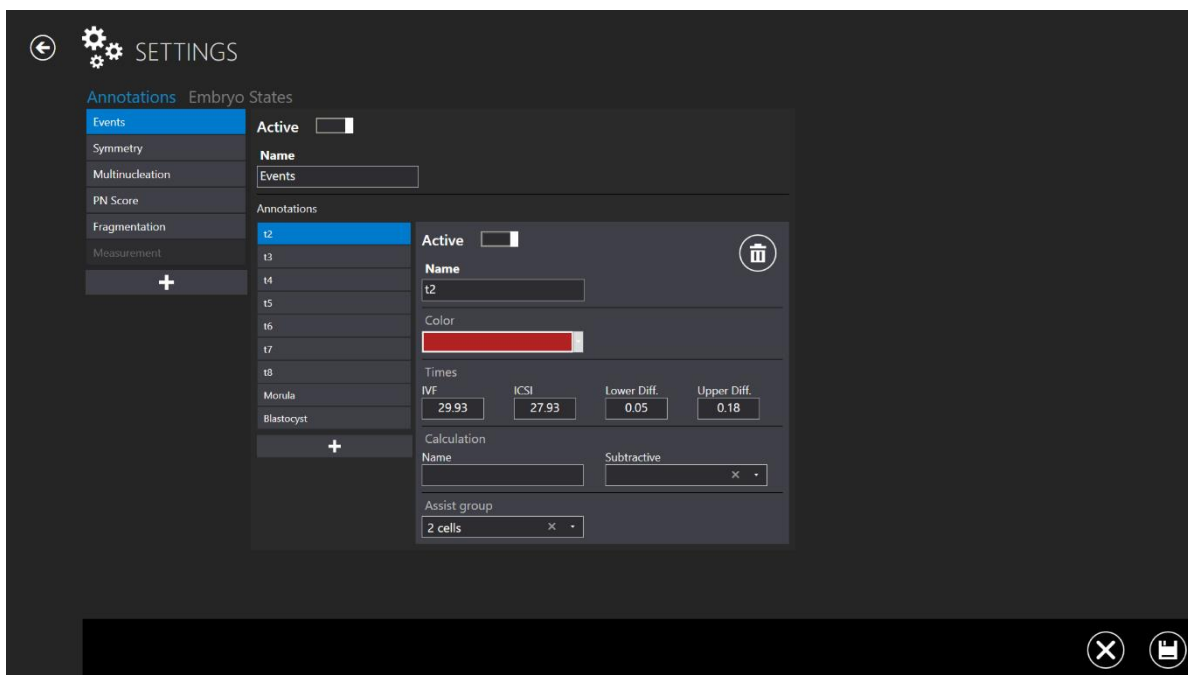 SETTINGS
Annotations Embryo States
Events
Symmetry
Multinucleation
PN Score
Fragmentation
Measurement
Active
Name
Events
Annotations
t2
t3
t4
t5
t6
t7
t8
Morula
Blastocyst
Active
Name
t2
Color
Times
IVF ICSI Lower Diff. Upper Diff.
29.93 27.93 0.05 0.18
Calculation
Name Subtractive
Assist group
2 cells